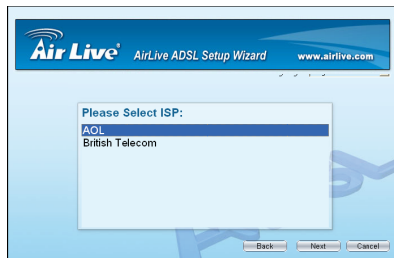 Air Live® AirLive ADSL Setup Wizard www.airlive.com
Please Select ISP:
AOL
British Telecom
Back Next Cancel